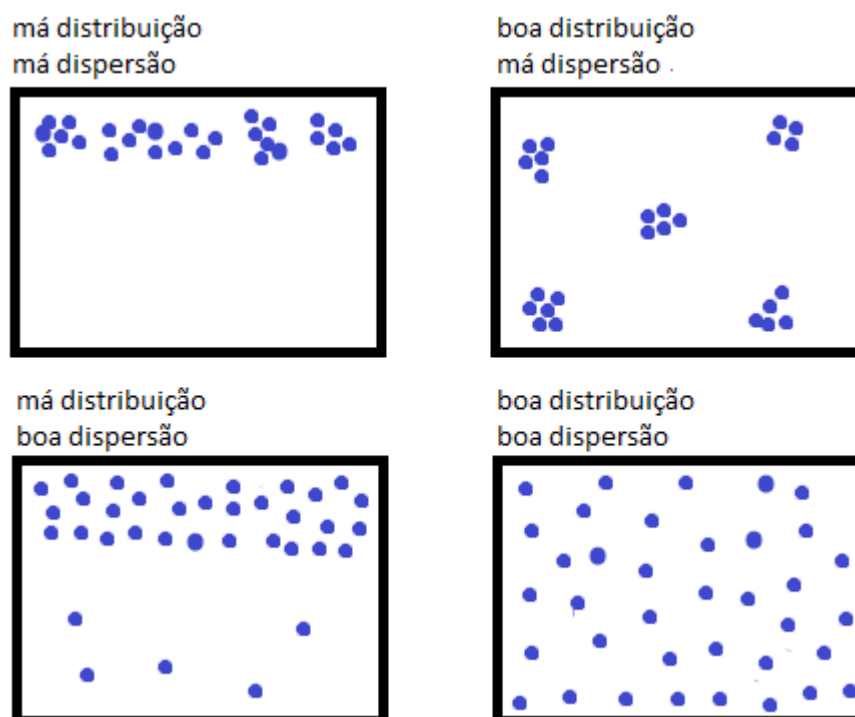 má distribuição
má dispersão
boa distribuição
má dispersão .
má distribuição
boa dispersão
boa distribuição
boa dispersão